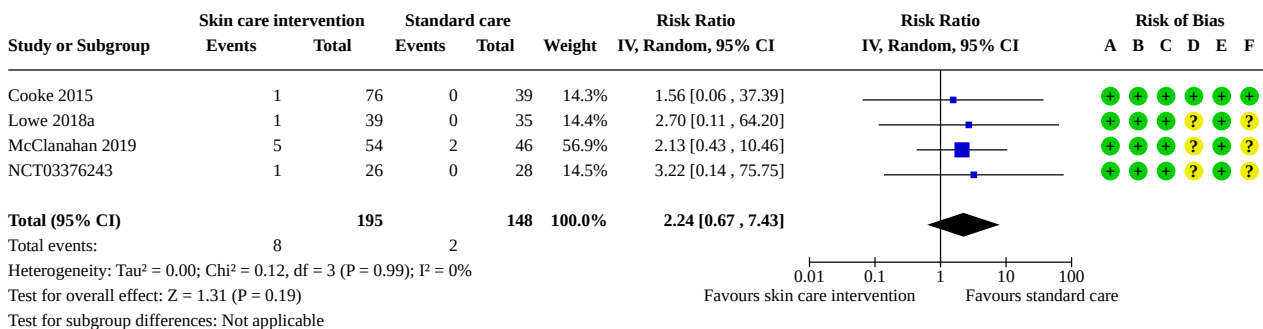 Skin care intervention Standard care Risk Ratio Risk Ratio Risk of Bias
Study or Subgroup Events Total Events Total Weight IV, Random, 95% CI IV, Random, 95% CI A B C D E F
Cooke 2015 1 76 0 39 14.3% 1.56 [0.06 , 37.39] + + + + + +
Lowe 2018a 1 39 0 35 14.4% 2.70 [0.11 , 64.20] + + + ? + ?
McClanahan 2019 5 54 2 46 56.9% 2.13 [0.43 , 10.46] + + + ? + ?
NCT03376243 1 26 0 28 14.5% 3.22 [0.14 , 75.75] + + + ? + ?
Total (95% CI) 195 148 100.0% 2.24 [0.67 , 7.43]
Total events: 8 2
Heterogeneity: Tau² = 0.00; Chi² = 0.12, df = 3 (P = 0.99); I² = 0%
0.01 0.1 1 10 100
Test for overall effect: Z = 1.31 (P = 0.19) Favours skin care intervention Favours standard care
Test for subgroup differences: Not applicable